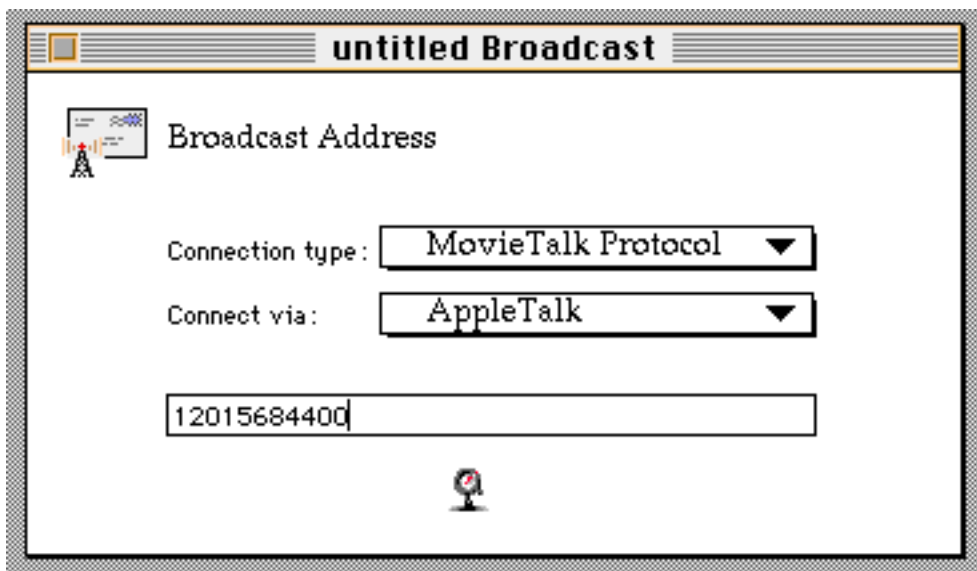 untitled Broadcast
Broadcast Address
Connection type: MovieTalk Protocol
Connect via: AppleTalk
12015684400